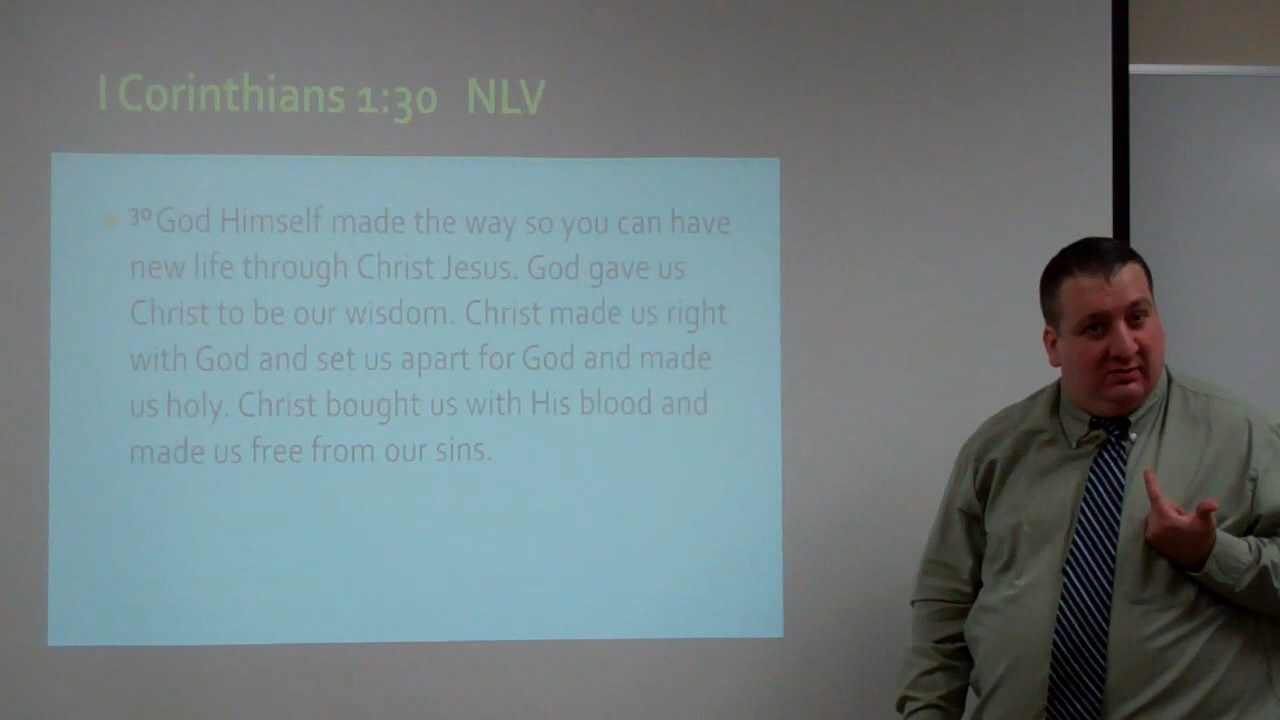 I Corinthians 1:30 NLV
30 God Himself made the way so you can have
new life through Christ Jesus. God gave us
Christ to be our wisdom. Christ made us right
with God and set us apart for God and made
us holy. Christ bought us with His blood and
made us free from our sins.